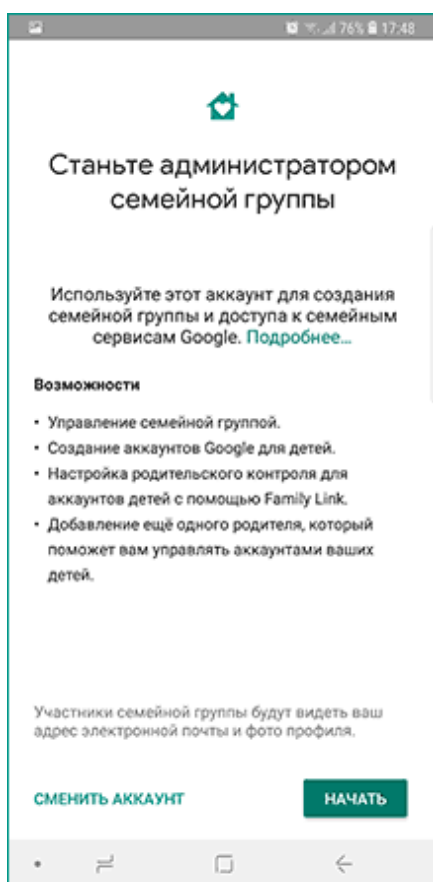 76% 17:48
Станьте администратором
семейной группы
Используйте этот аккаунт для создания
семейной группы и доступа к семейным
сервисам Google. Подробнее...
Возможности
• Управление семейной группой.
• Создание аккаунтов Google для детей.
• Настройка родительского контроля для
аккаунтов детей с помощью Family Link.
• Добавление ещё одного родителя, который
поможет вам управлять аккаунтами ваших
детей.
Участники семейной группы будут видеть ваш
адрес электронной почты и фото профиля.
СМЕНИТЬ АККАУНТ НАЧАТЬ